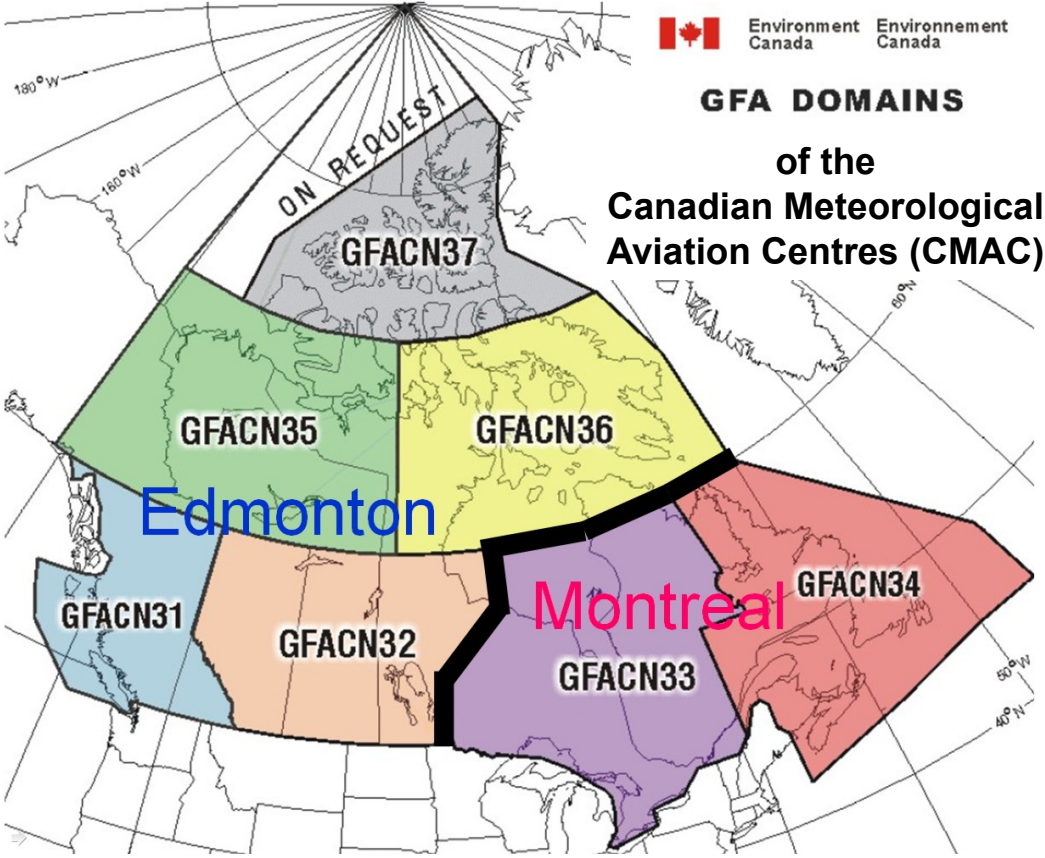 Environment Environnement
Canada Canada
GFA DOMAINS
of the
Canadian Meteorological
Aviation Centres (CMAC)
180°W
160°W
ON REQUEST
GFACN37
60°N
GFACN35
GFACN36
Edmonton
GFACN31
GFACN32
Montreal
GFACN33
GFACN34
50°W
40°N